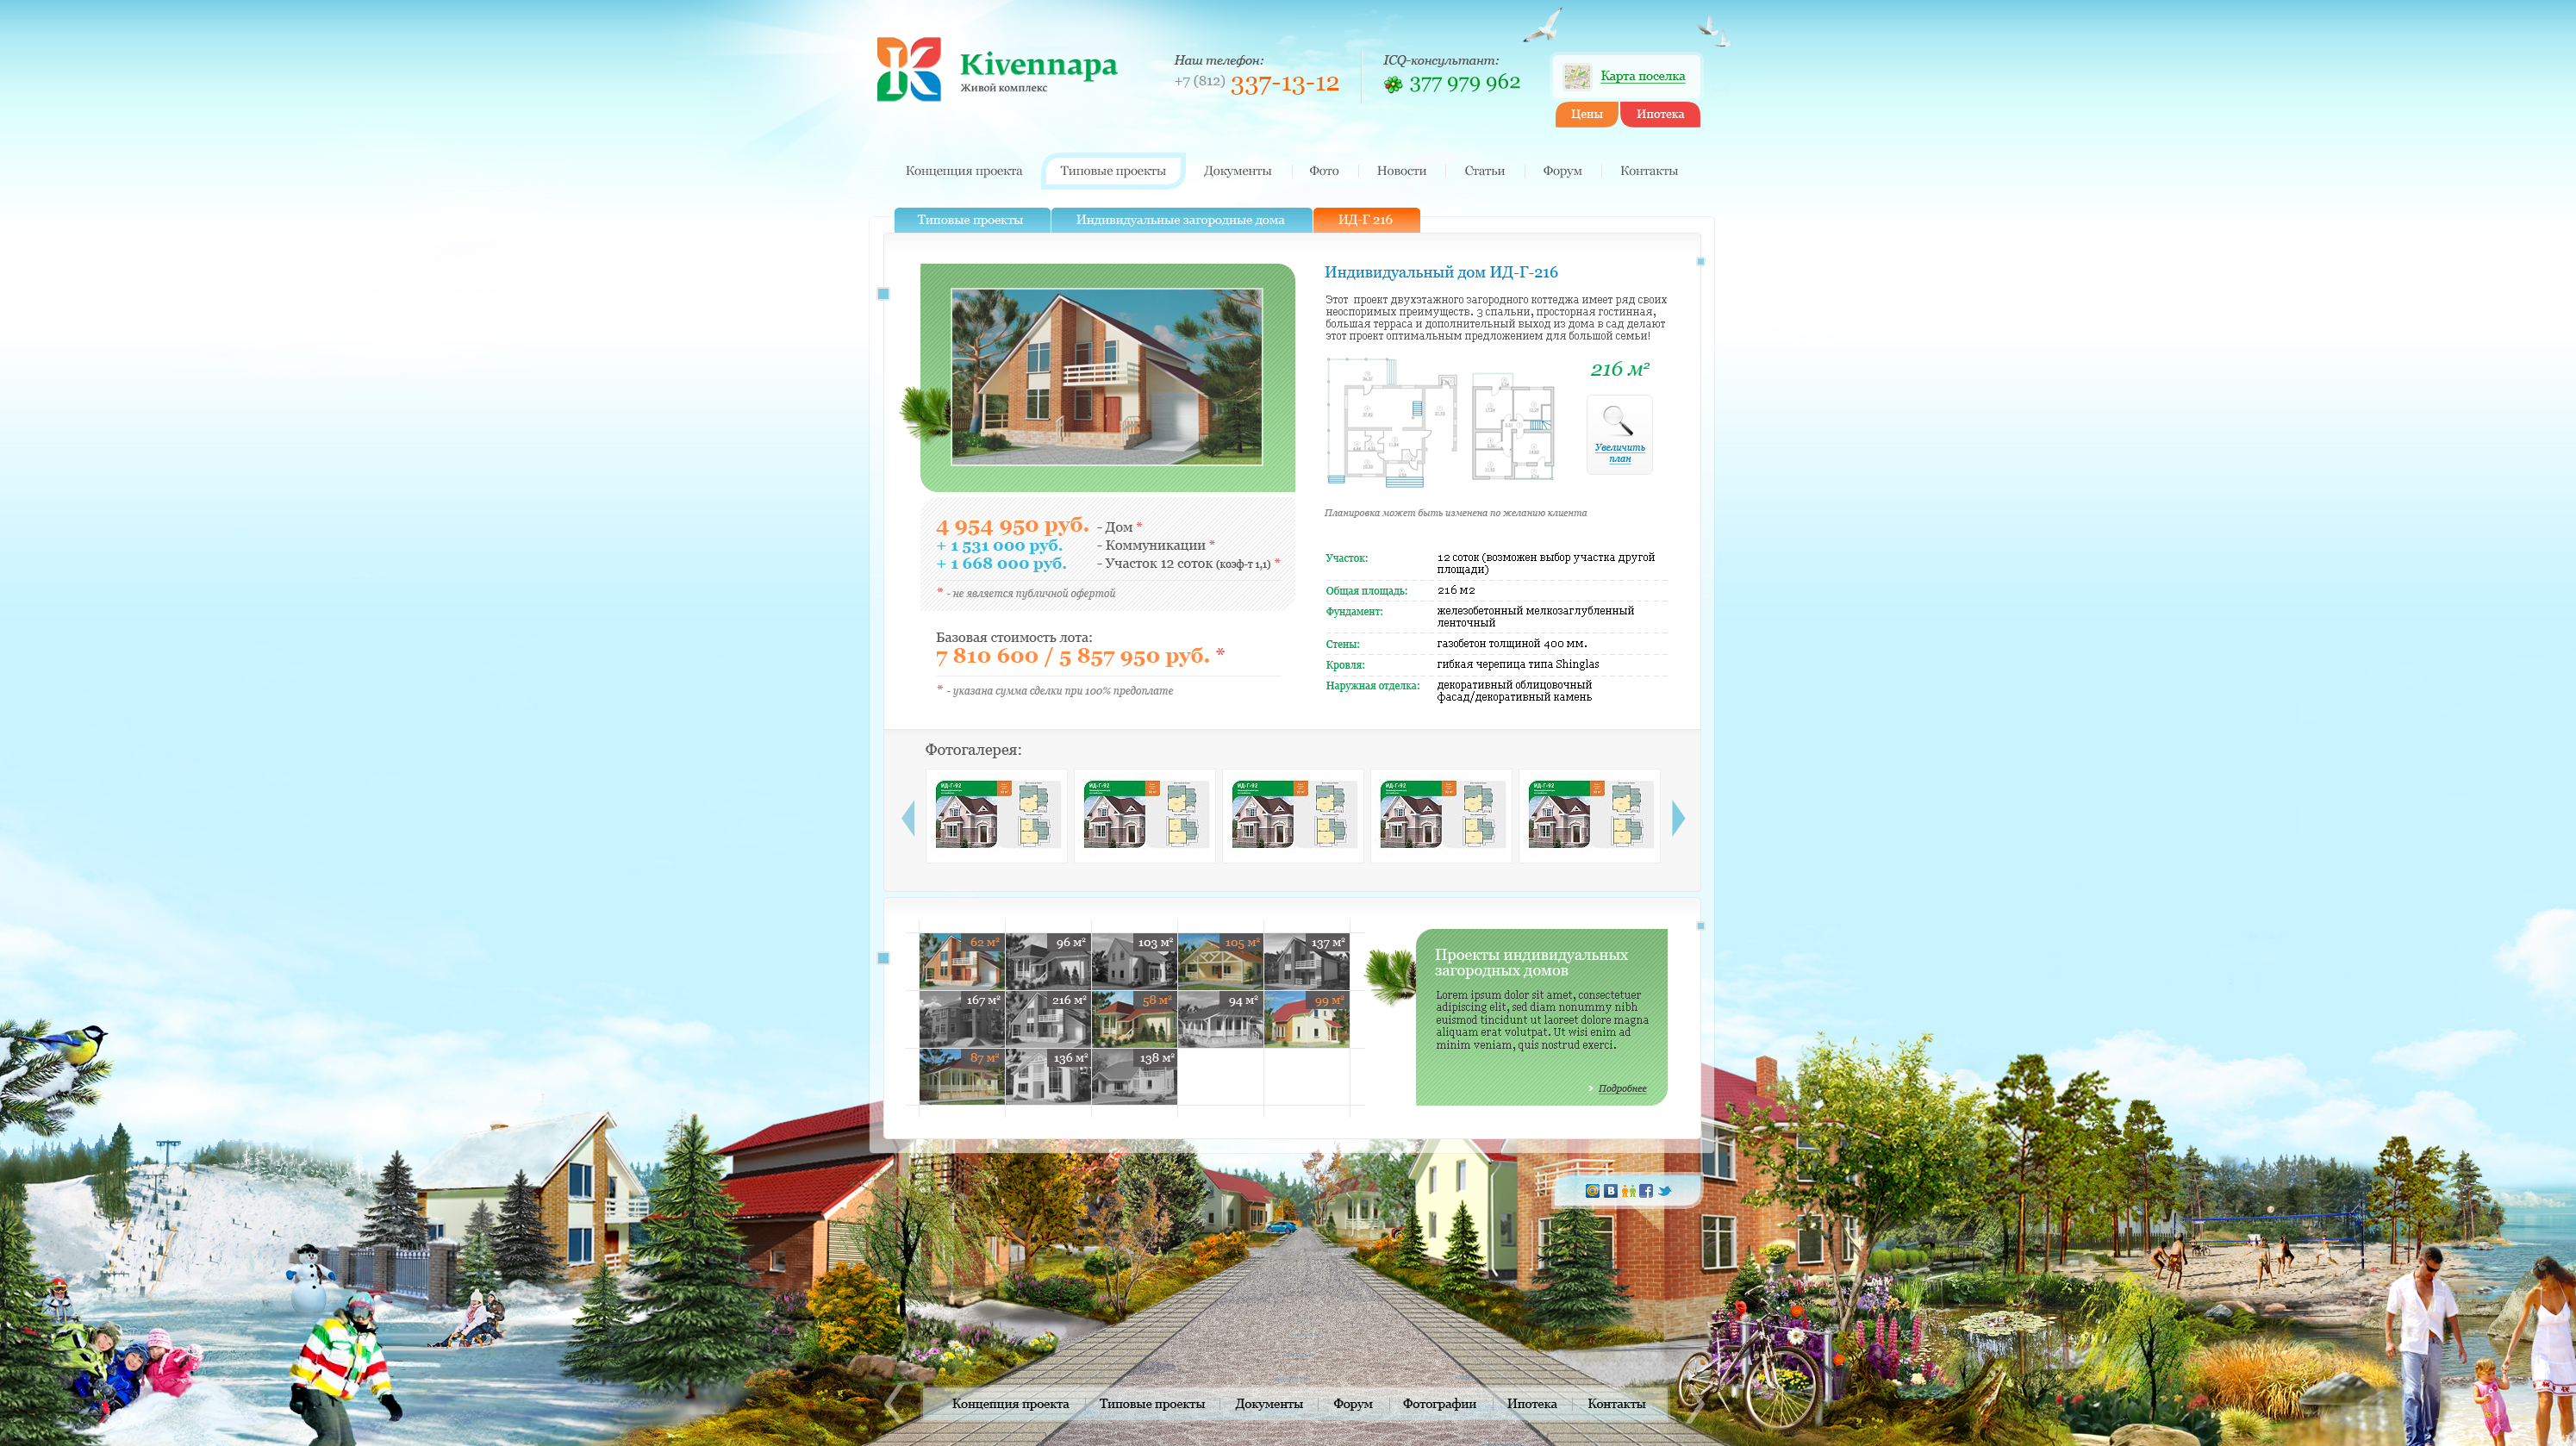 Kivennapa
Живой комплекс
Наш телефон:
+7 (812) 337-13-12
ICQ-консультант:
377 979 962
Карта поселка
Цены
Ипотека
Концепция проекта
Типовые проекты
Документы
Фото
Новости
Статьи
Форум
Контакты
Типовые проекты
Индивидуальные загородные дома
ИД-Г 216
Индивидуальный дом ИД-Г-216
Этот проект двухэтажного загородного коттеджа имеет ряд своих
неоспоримых преимуществ. 3 спальни, просторная гостинная,
большая терраса и дополнительный выход из дома в сад делают
этот проект оптимальным предложением для большой семьи!
216 м²
Увеличить
план
Планировка может быть изменена по желанию клиента
4 954 950 руб. - Дом *
+ 1 531 000 руб. - Коммуникации *
+ 1 668 000 руб. - Участок 12 соток (коэф-т 1,1) *
* - не является публичной офертой
Базовая стоимость лота:
7 810 600 / 5 857 950 руб. *
* - указана сумма сделки при 100% предоплате
Участок: 12 соток (возможен выбор участка другой
площади)
Общая площадь: 216 м2
Фундамент: железобетонный мелкозаглубленный
ленточный
Стены: газобетон толщиной 400 мм.
Кровля: гибкая черепица типа Shinglas
Наружная отделка: декоративный облицовочный
фасад/декоративный камень
Фотогалерея:
ИД-Г-92
ИД-Г-92
ИД-Г-92
ИД-Г-92
ИД-Г-92
62 м²
96 м²
103 м²
105 м²
137 м²
167 м²
216 м²
58 м²
94 м²
99 м²
87 м²
136 м²
138 м²
Проекты индивидуальных
загородных домов
Lorem ipsum dolor sit amet, consectetuer
adipiscing elit, sed diam nonummy nibh
euismod tincidunt ut laoreet dolore magna
aliquam erat volutpat. Ut wisi enim ad
minim veniam, quis nostrud exerci.
Подробнее
Концепция проекта
Типовые проекты
Документы
Форум
Фотографии
Ипотека
Контакты